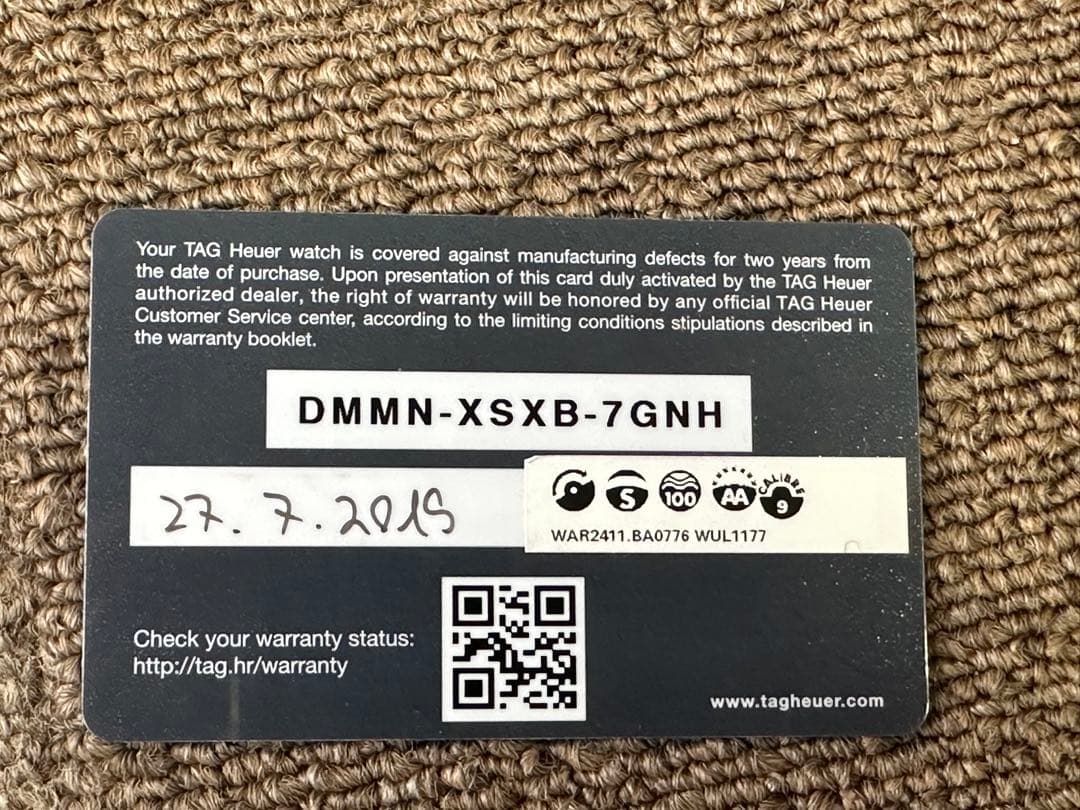 Your TAG Heuer watch is covered against manufacturing defects for two years from
the date of purchase. Upon presentation of this card duly activated by the TAG Heuer
authorized dealer, the right of warranty will be honored by any official TAG Heuer
Customer Service center, according to the limiting conditions stipulations described in
the warranty booklet.
DMMN-XSXB-7GNH
27. 7. 2019
S 100 AA CALIBRE 9
WAR2411.BA0776 WUL1177
Check your warranty status:
http://tag.hr/warranty
www.tagheuer.com